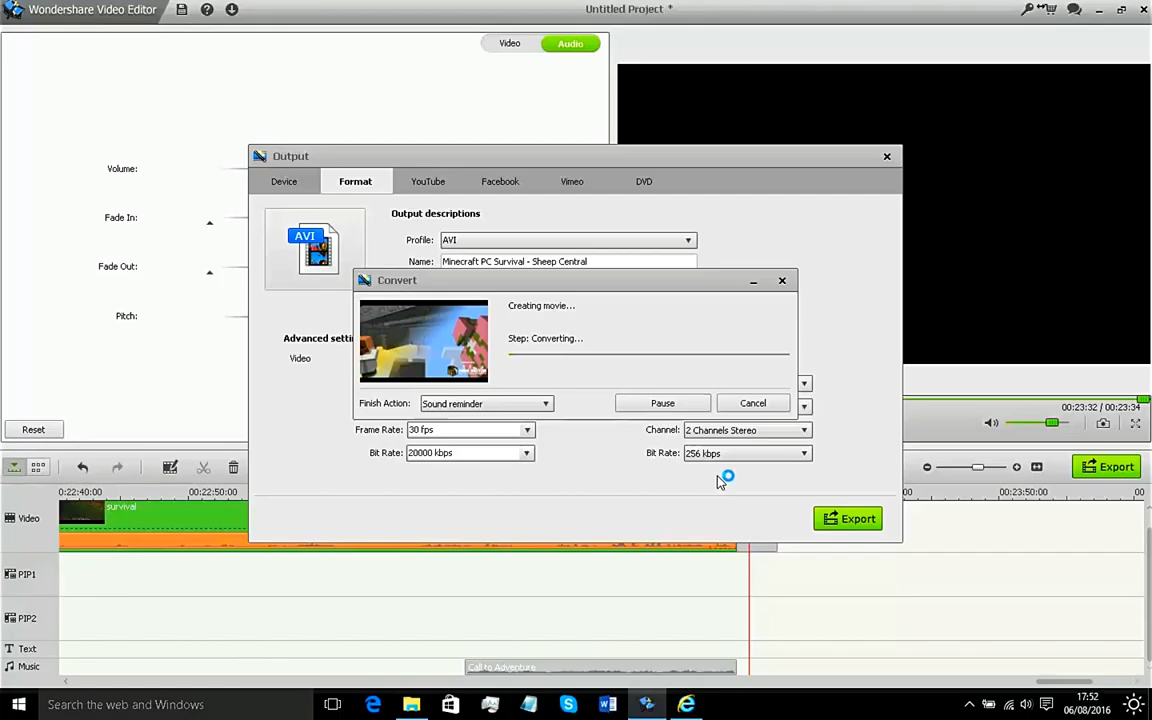 Wondershare Video Editor
Untitled Project *
Video
Audio
Volume:
Fade In:
Fade Out:
Pitch:
Reset
Output
Device
Format
YouTube
Facebook
Vimeo
DVD
AVI
Output descriptions
Profile:
AVI
Name:
Minecraft PC Survival - Sheep Central
Advanced setti
Video
Convert
Creating movie...
Step: Converting...
Finish Action:
Sound reminder
Pause
Cancel
Frame Rate:
30 fps
Channel:
2 Channels Stereo
Bit Rate:
20000 kbps
Bit Rate:
256 kbps
Export
00:23:32 / 00:23:34
Export
0:22:40:00
00:22:50:00
00
00:23:50:00
00
Video
survival
PIP1
PIP2
Text
Music
Call to Adventure
Search the web and Windows
17:52
06/08/2016